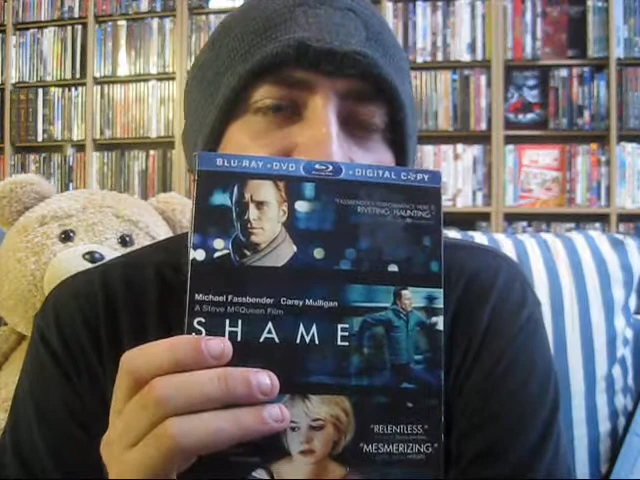 BLU-RAY + DVD + DIGITAL COPY
"FASSBENDER'S PERFORMANCE HERE IS
RIVETING, HAUNTING."
Michael Fassbender Carey Mulligan
A Steve McQueen Film
SHAME
"RELENTLESS."
"MESMERIZING."